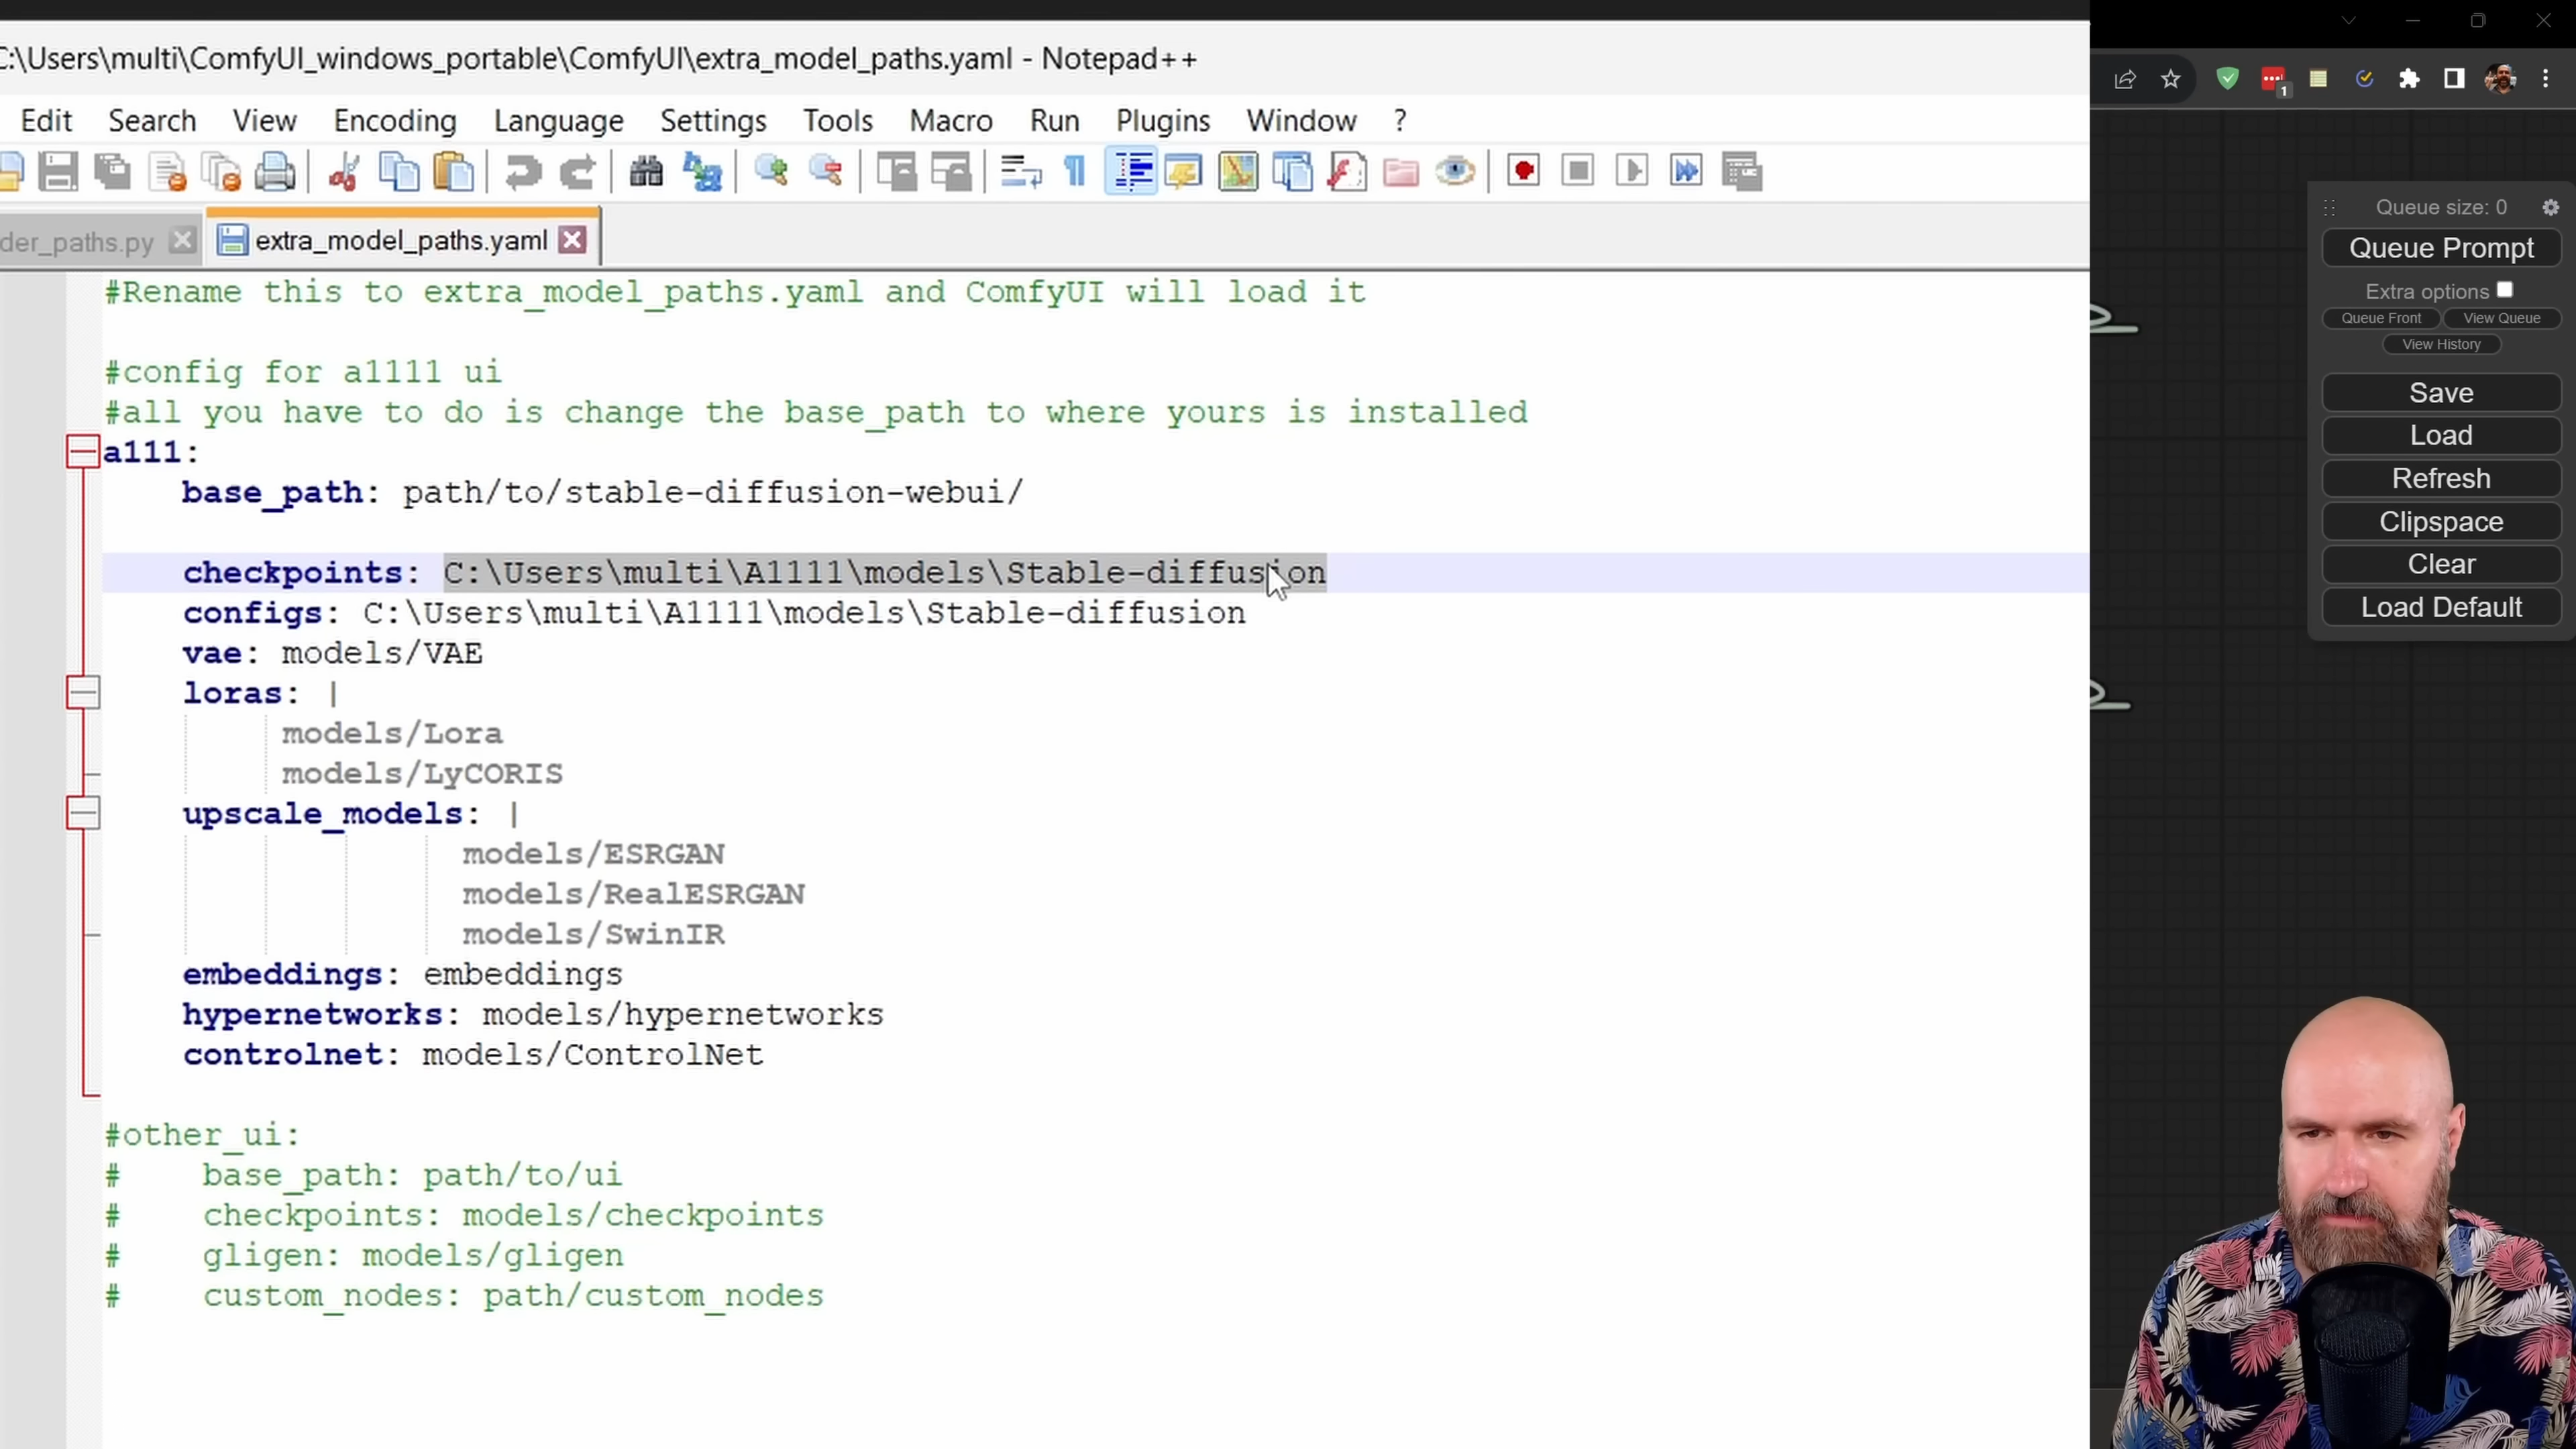 C:\Users\multi\ComfyUI_windows_portable\ComfyUI\extra_model_paths.yaml - Notepad++
Edit Search View Encoding Language Settings Tools Macro Run Plugins Window ?
der_paths.py
extra_model_paths.yaml
#Rename this to extra_model_paths.yaml and ComfyUI will load it
#config for a1111 ui
#all you have to do is change the base_path to where yours is installed
a111:
base_path: path/to/stable-diffusion-webui/
checkpoints: C:\Users\multi\A1111\models\Stable-diffusion
configs: C:\Users\multi\A1111\models\Stable-diffusion
vae: models/VAE
loras: |
models/Lora
models/LyCORIS
upscale_models: |
models/ESRGAN
models/RealESRGAN
models/SwinIR
embeddings: embeddings
hypernetworks: models/hypernetworks
controlnet: models/ControlNet
#other_ui:
# base_path: path/to/ui
# checkpoints: models/checkpoints
# gligen: models/gligen
# custom_nodes: path/custom_nodes
1
Queue size: 0
Queue Prompt
Extra options
Queue Front View Queue
View History
Save
Load
Refresh
Clipspace
Clear
Load Default